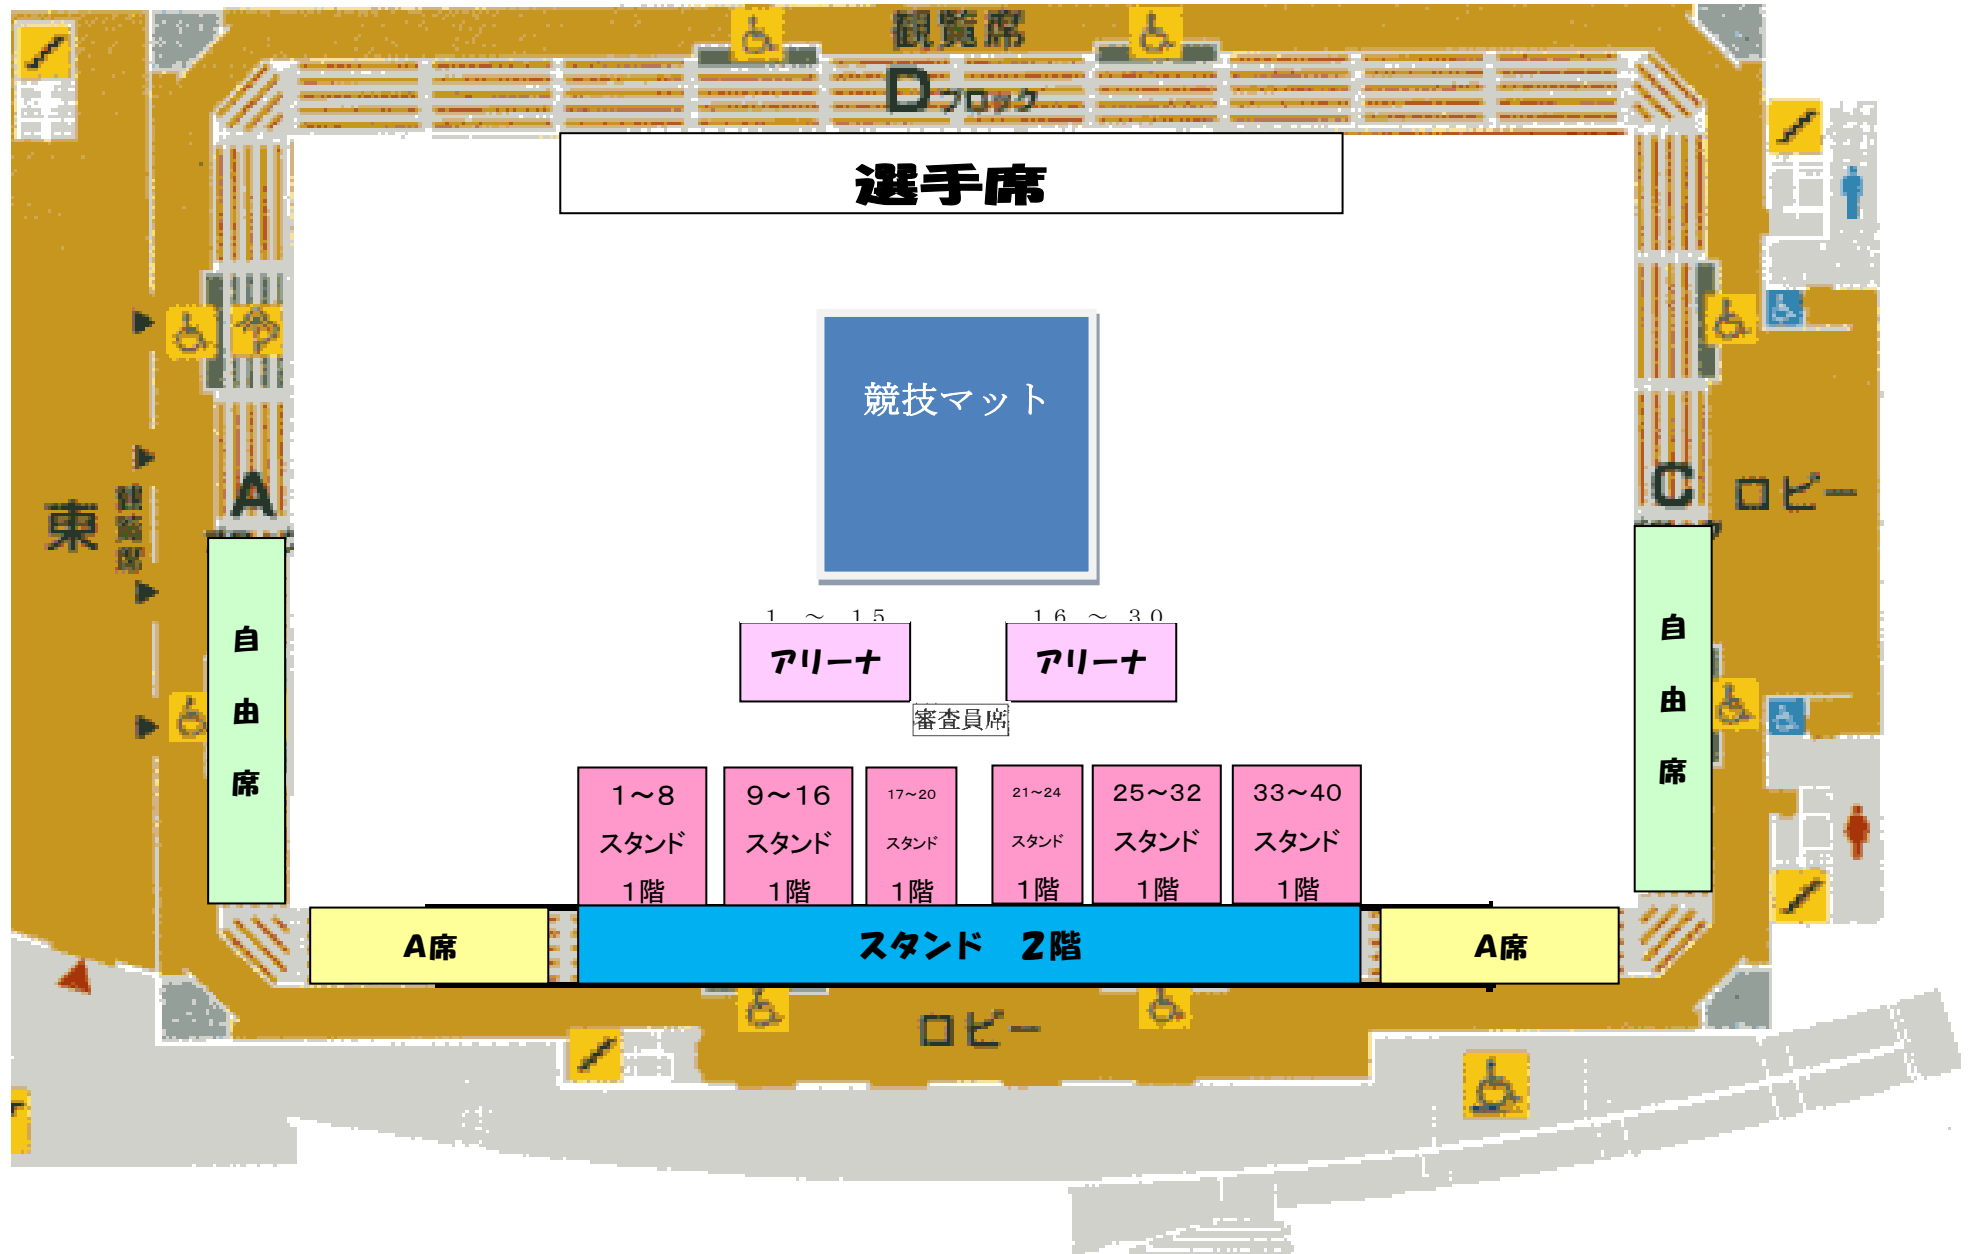 観覧席
Dブロック
選手席
競技マット
A
C
ロビー
東
観覧席
1 ～ 15
16 ～ 30
アリーナ
アリーナ
審査員席
自由席
自由席
1～8
スタンド
1階
9～16
スタンド
1階
17～20
スタンド
1階
21～24
スタンド
1階
25～32
スタンド
1階
33～40
スタンド
1階
A席
スタンド 2階
A席
ロビー